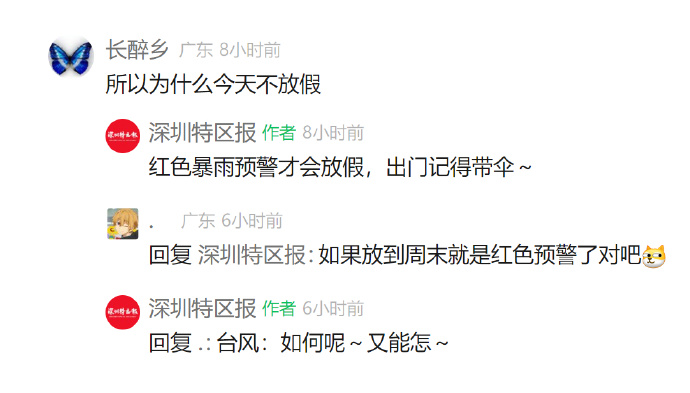 长醉乡 广东 8小时前
所以为什么今天不放假
深圳特区报 作者 8小时前
红色暴雨预警才会放假，出门记得带伞～
. 广东 6小时前
回复 深圳特区报：如果放到周末就是红色预警了对吧
深圳特区报 作者 6小时前
回复 .：台风：如何呢～又能怎～